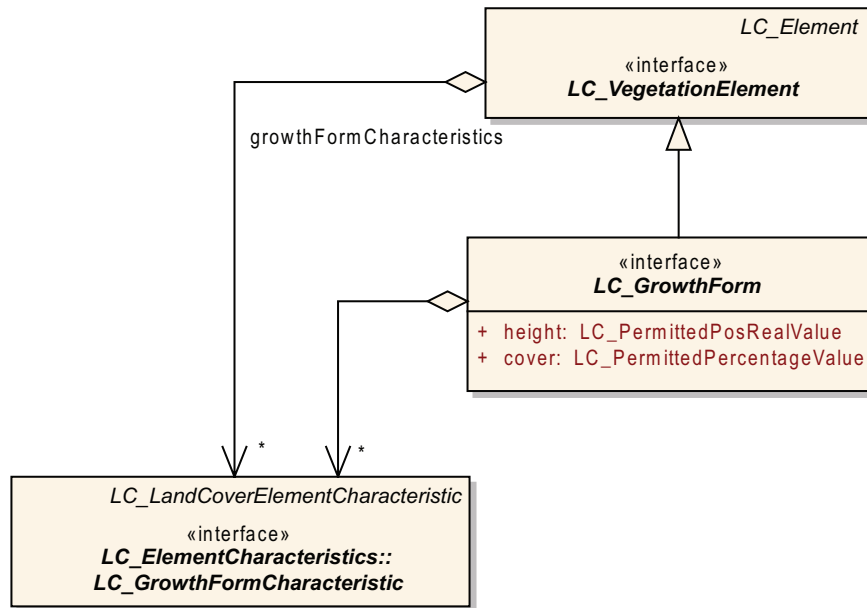 LC_Element
«interface»
LC_VegetationElement
growthFormCharacteristics
«interface»
LC_GrowthForm
+ height: LC_PermittedPosRealValue
+ cover: LC_PermittedPercentageValue
*
*
LC_LandCoverElementCharacteristic
«interface»
LC_ElementCharacteristics::
LC_GrowthFormCharacteristic